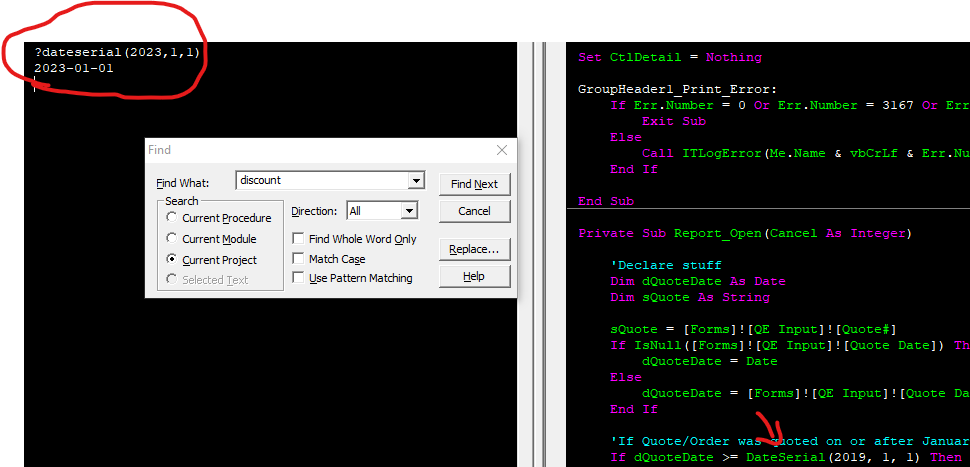 ?dateserial(2023,1,1)
2023-01-01
Find
Find What:
discount
Find Next
Search
Current Procedure
Current Module
Current Project
Selected Text
Direction:
All
Find Whole Word Only
Match Case
Use Pattern Matching
Cancel
Replace...
Help
Set CtlDetail = Nothing
GroupHeader1_Print_Error:
If Err.Number = 0 Or Err.Number = 3167 Or Err
Exit Sub
Else
Call ITLogError(Me.Name & vbCrLf & Err.Nu
End If
End Sub
Private Sub Report_Open(Cancel As Integer)
'Declare stuff
Dim dQuoteDate As Date
Dim sQuote As String
sQuote = [Forms]![QE Input]![Quote#]
If IsNull([Forms]![QE Input]![Quote Date]) Th
dQuoteDate = Date
Else
dQuoteDate = [Forms]![QE Input]![Quote Da
End If
'If Quote/Order was quoted on or after Januar
If dQuoteDate >= DateSerial(2019, 1, 1) Then